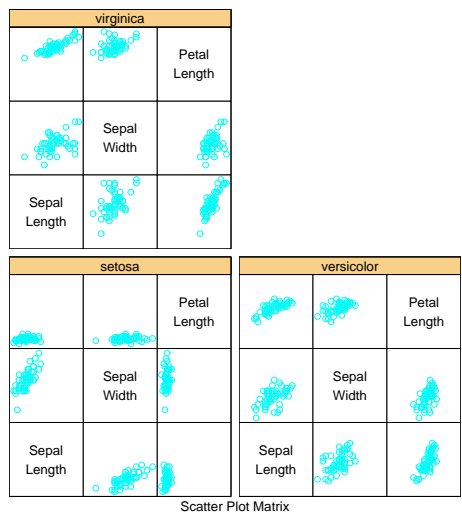 virginica
Petal
Length
Sepal
Width
Sepal
Length
setosa
Petal
Length
Sepal
Width
Sepal
Length
versicolor
Petal
Length
Sepal
Width
Sepal
Length
Scatter Plot Matrix